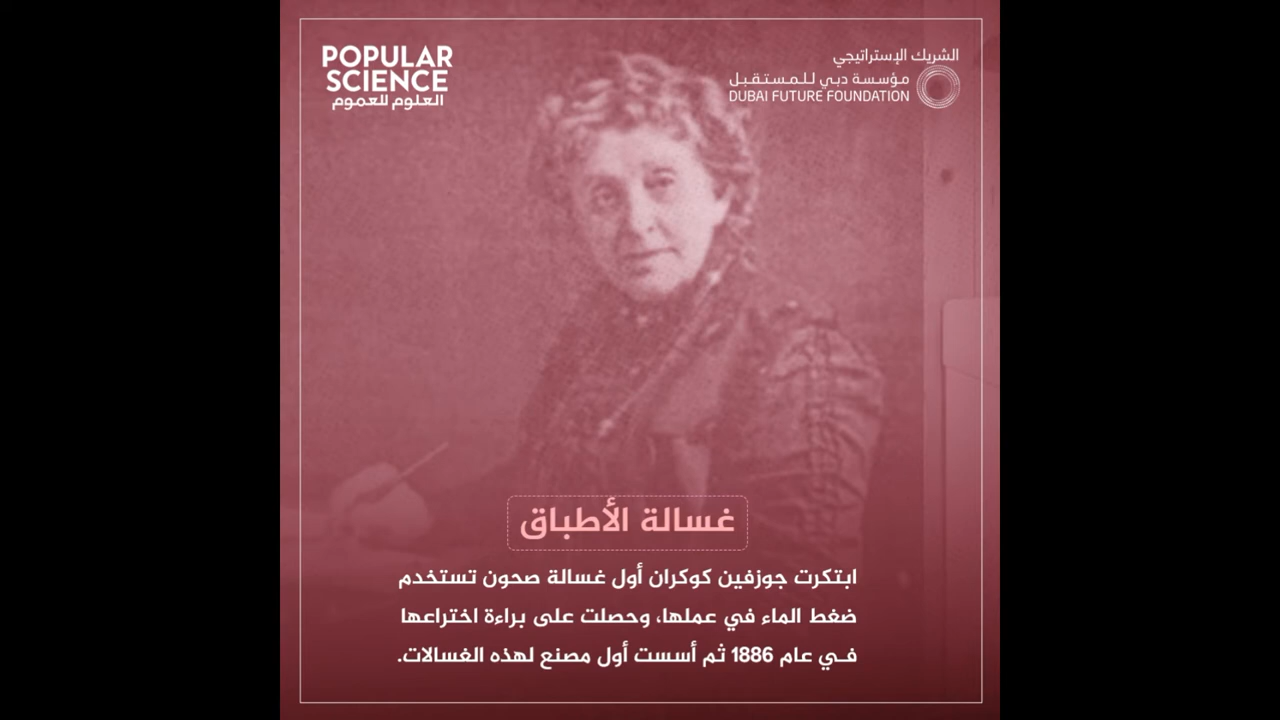 POPULAR
SCIENCE
العلوم للعموم
الشريك الإستراتيجي
مؤسسة دبي للمستقبل
DUBAI FUTURE FOUNDATION
غسالة الأطباق
ابتكرت جوزفين كوكران أول غسالة صحون تستخدم
ضغط الماء في عملها، وحصلت على براءة اختراعها
في عام 1886 ثم أسست أول مصنع لهذه الغسالات.